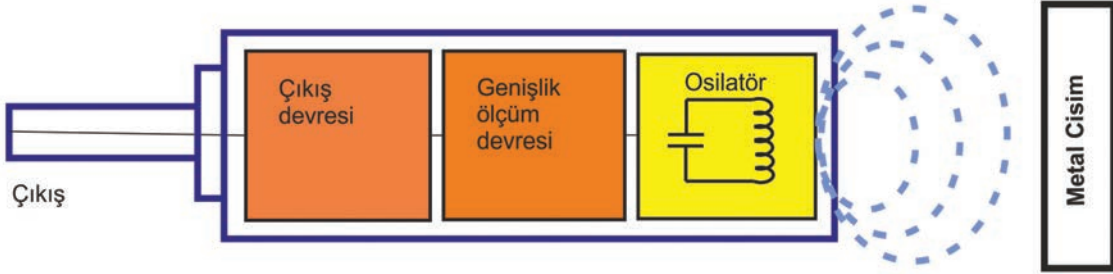 Çıkış
devresi
Genişlik
ölçüm
devresi
Osilatör
Metal Cisim
Çıkış